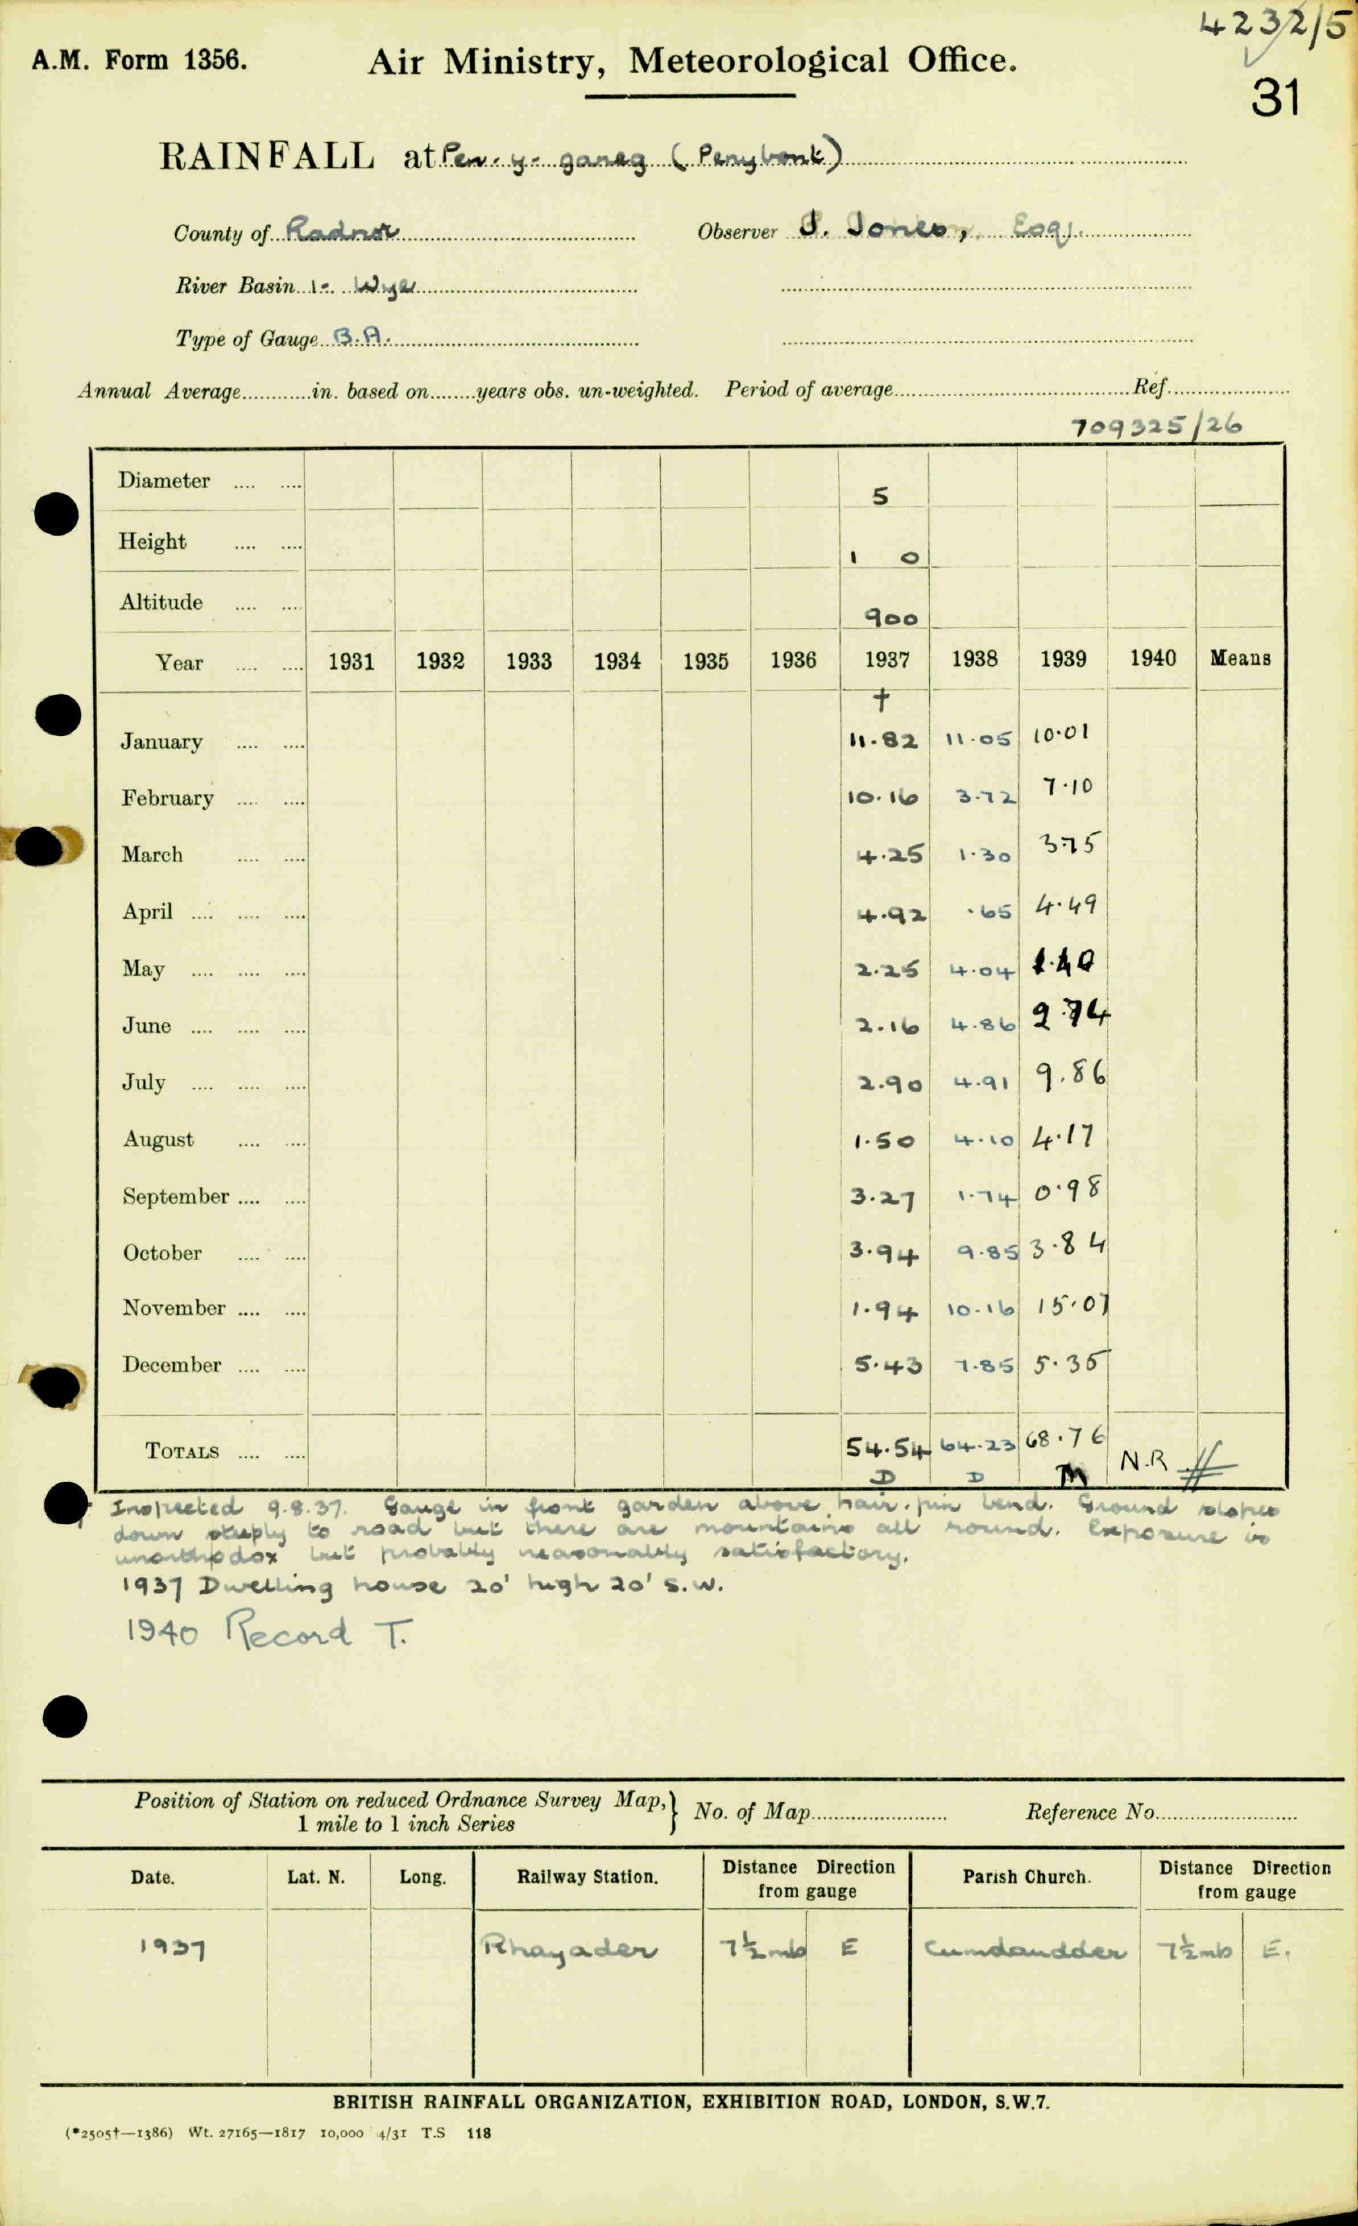 4232/5
31
A.M. Form 1356. Air Ministry, Meteorological Office.
RAINFALL at Pen-y-gareg (Penybont)
County of Radnor Observer J. Jones, Esq.
River Basin 1- Wye
Type of Gauge B.A.
Annual Average in. based on years obs. un-weighted. Period of average Ref.
709325/26
Diameter .... .... 5
Height .... .... 1 0
Altitude .... .... 900
Year .... .... 1931 1932 1933 1934 1935 1936 1937 1938 1939 1940 Means
†
January .... .... 11.82 11.05 10.01
February .... .... 10.16 3.72 7.10
March .... .... 4.25 1.30 3.75
April .... .... .... 4.92 .65 4.49
May .... .... .... 2.25 4.04 1.40
June .... .... .... 2.16 4.86 2.74
July .... .... .... 2.90 4.91 9.86
August .... .... 1.50 4.10 4.17
September .... .... 3.27 1.74 0.98
October .... .... 3.94 9.85 3.84
November .... .... 1.94 10.16 15.07
December .... .... 5.43 7.85 5.35
TOTALS .... .... 54.54 64.23 68.76 N.R
D D M
† Inspected 9.8.37. Gauge in front garden above hair-pin bend. Ground slopes
down steeply to road but there are mountains all round. Exposure is
unorthodox but probably reasonably satisfactory.
1937 Dwelling house 20' high 20' S.W.
1940 Record T.
Position of Station on reduced Ordnance Survey Map, } No. of Map Reference No.
1 mile to 1 inch Series
Date. Lat. N. Long. Railway Station. Distance Direction from gauge Parish Church. Distance Direction from gauge
1937 Rhayader 7½ mls E Cwmdauddwr 7½ mls E.
BRITISH RAINFALL ORGANIZATION, EXHIBITION ROAD, LONDON, S.W.7.
(*2505†—1386) Wt. 27165—1817 10,000 4/31 T.S 118